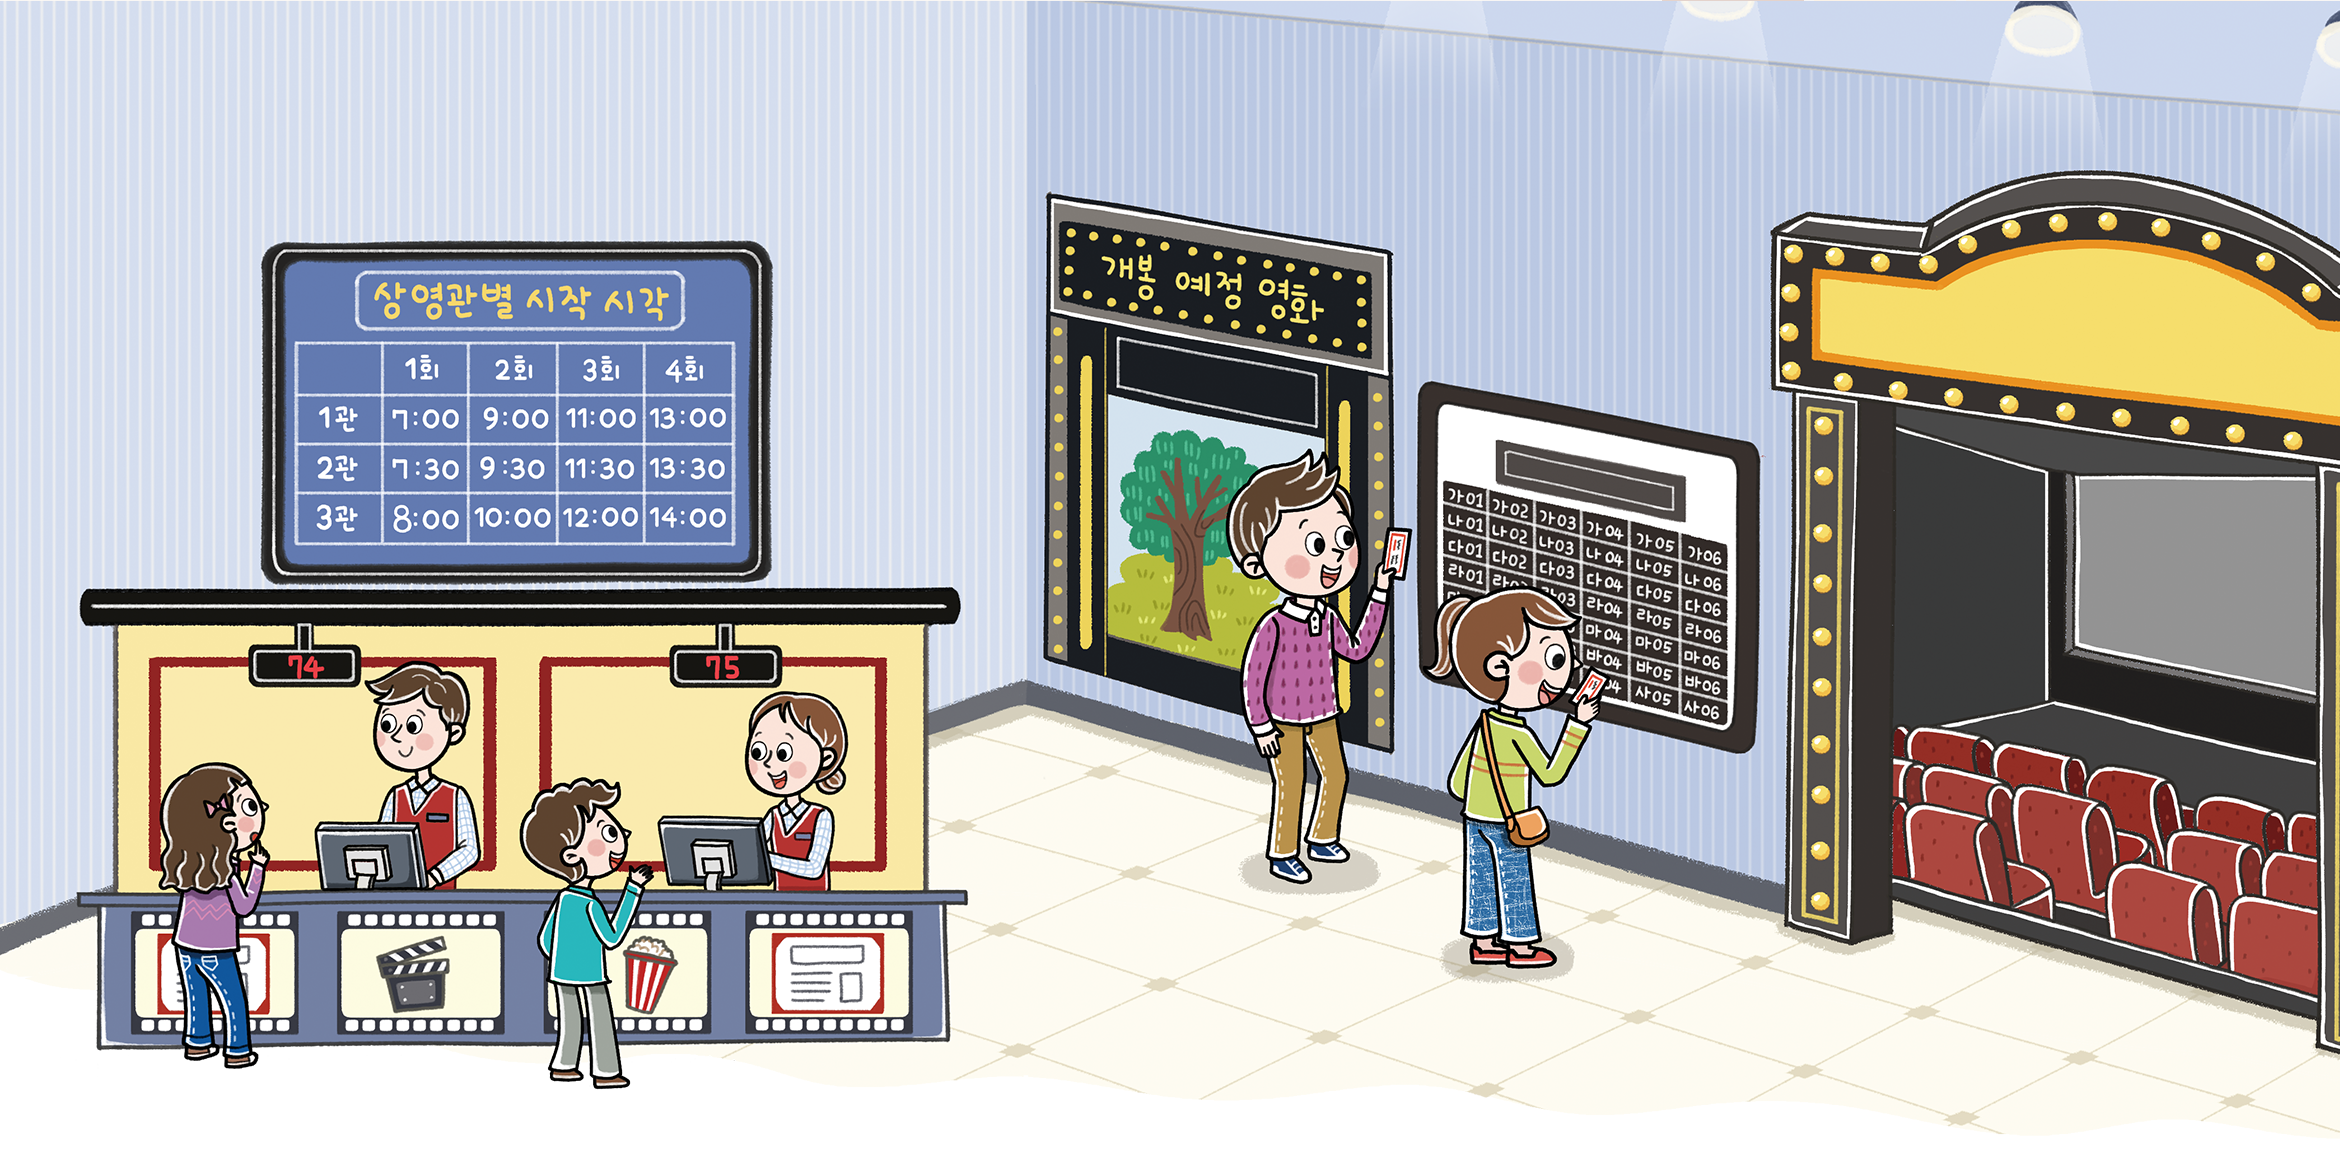 상영관별 시작 시각
1회 2회 3회 4회
1관 7:00 9:00 11:00 13:00
2관 7:30 9:30 11:30 13:30
3관 8:00 10:00 12:00 14:00
74
75
개봉 예정 영화
가01 가02 가03 가04 가05 가06
나01 나02 나03 나04 나05 나06
다01 다02 다03 다04 다05 다06
라01 라03 라04 라05 라06
마04 마05 마06
바04 바05 바06
04 사05 사06